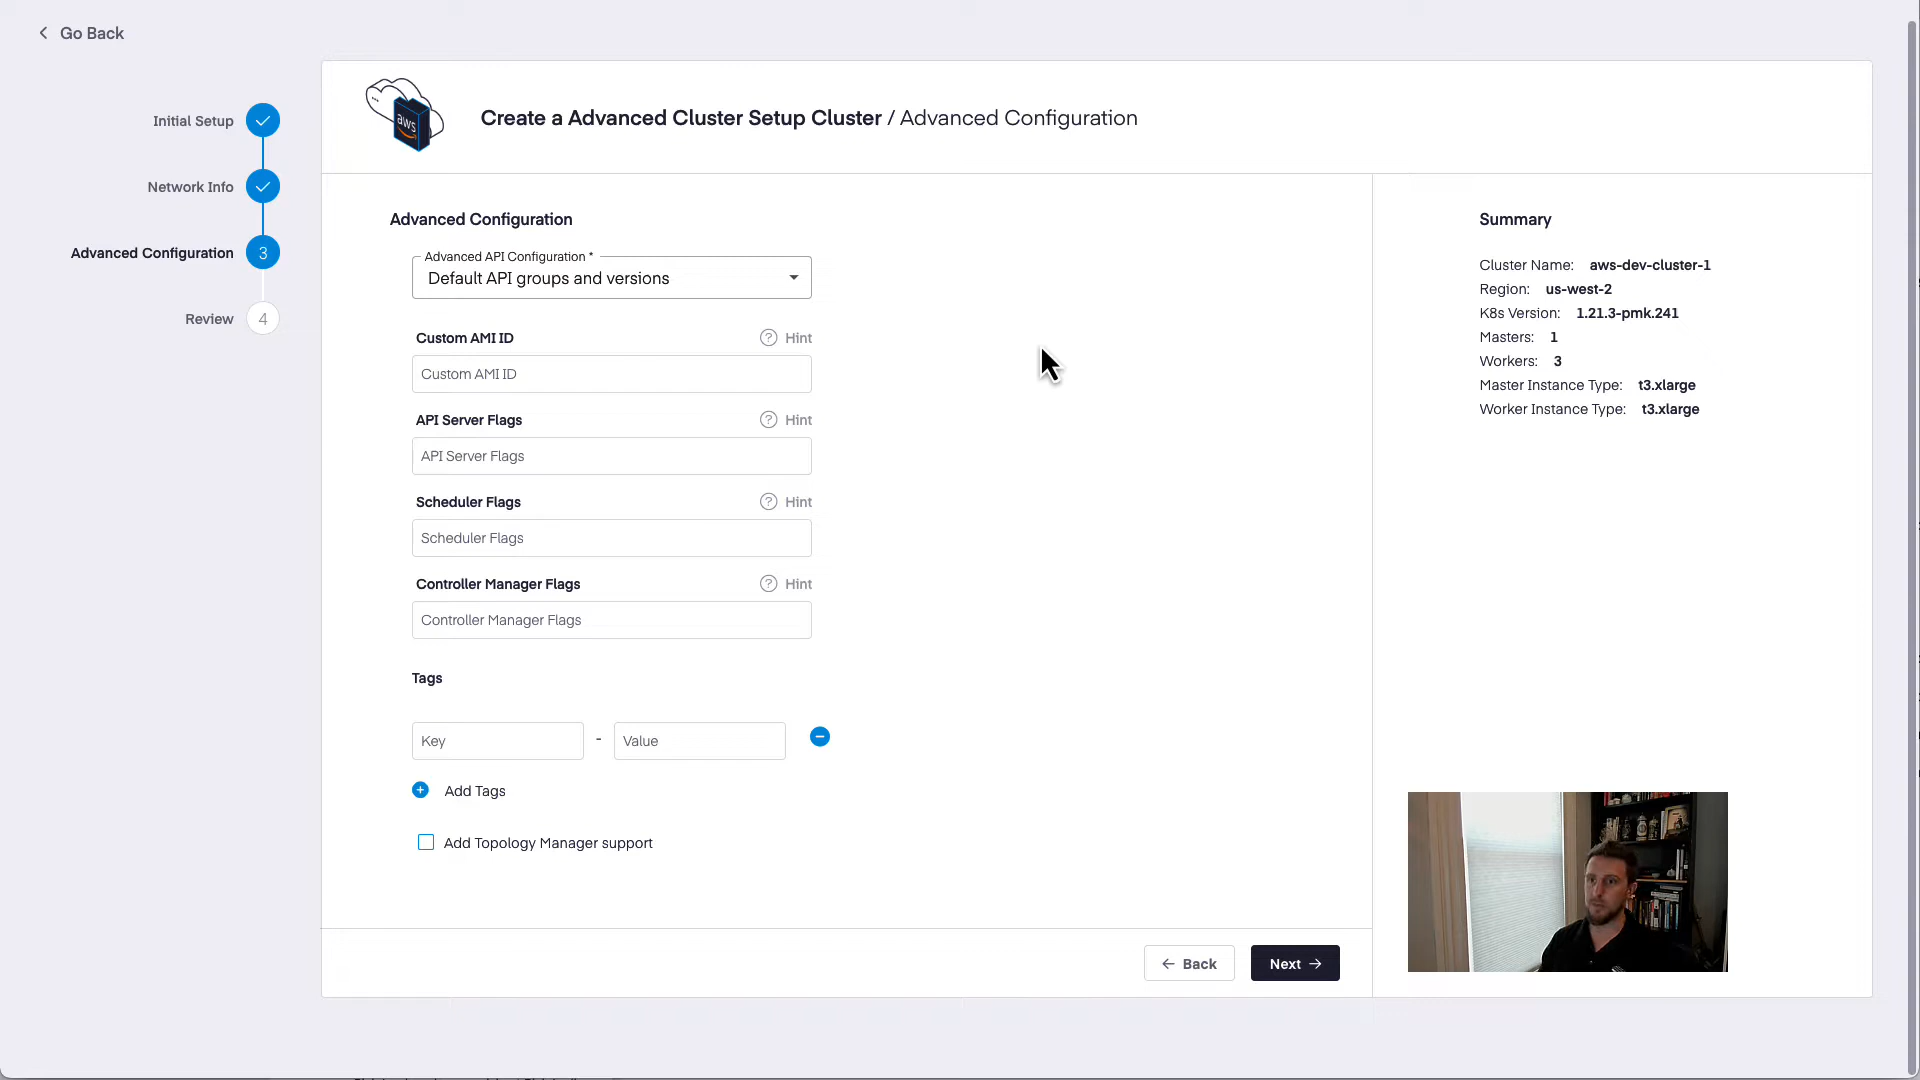 Go Back
Initial Setup
Network Info
Advanced Configuration
3
Review
4
aws
Create a Advanced Cluster Setup Cluster / Advanced Configuration
Advanced Configuration
Advanced API Configuration *
Default API groups and versions
Custom AMI ID
? Hint
Custom AMI ID
API Server Flags
? Hint
API Server Flags
Scheduler Flags
? Hint
Scheduler Flags
Controller Manager Flags
? Hint
Controller Manager Flags
Tags
Key - Value
Add Tags
Add Topology Manager support
← Back
Next →
Summary
Cluster Name: aws-dev-cluster-1
Region: us-west-2
K8s Version: 1.21.3-pmk.241
Masters: 1
Workers: 3
Master Instance Type: t3.xlarge
Worker Instance Type: t3.xlarge